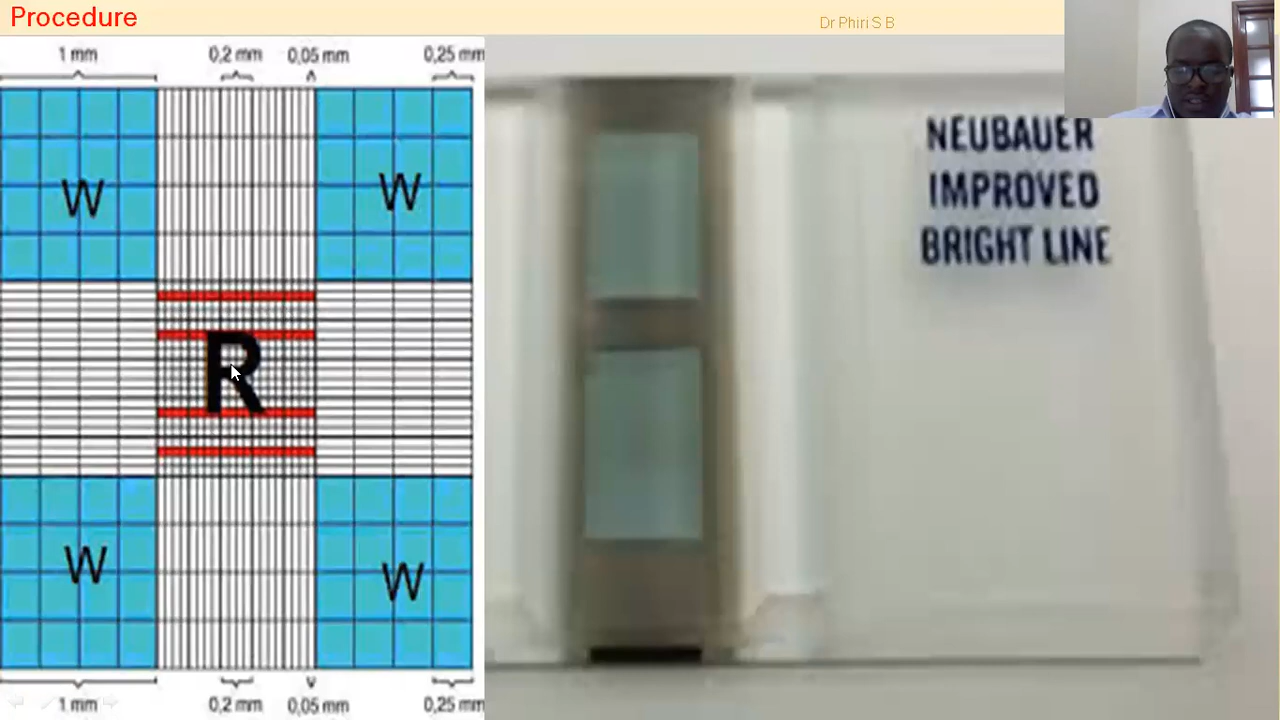 Procedure
Dr Phiri S B
1 mm
0,2 mm
0,05 mm
0,25 mm
W
W
R
W
W
1 mm
0,2 mm
0,05 mm
0,25 mm
NEUBAUER
IMPROVED
BRIGHT LINE